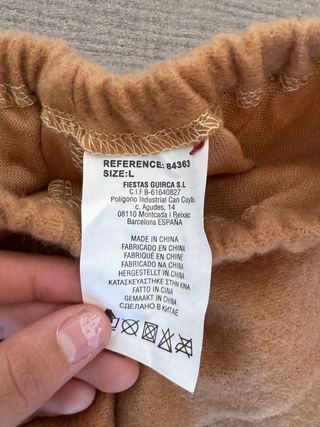 REFERENCE: 84363
SIZE: L
FIESTAS GUIRCA S.L
C.I.F B-61640827
Polígono Industrial Can Cuyàs
c. Agudes, 14
08110 Montcada i Reixac
Barcelona ESPAÑA
MADE IN CHINA
FABRICADO EN CHINA
FABRIQUÉ EN CHINE
FABRICADO NA CHINA
HERGESTELLT IN CHINA
ΚΑΤΑΣΚΕΥΑΣΤΗΚΕ ΣΤΗΝ ΚΙΝΑ
FATTO IN CINA
GEMAAKT IN CHINA
СДЕЛАНО В КИТАЕ